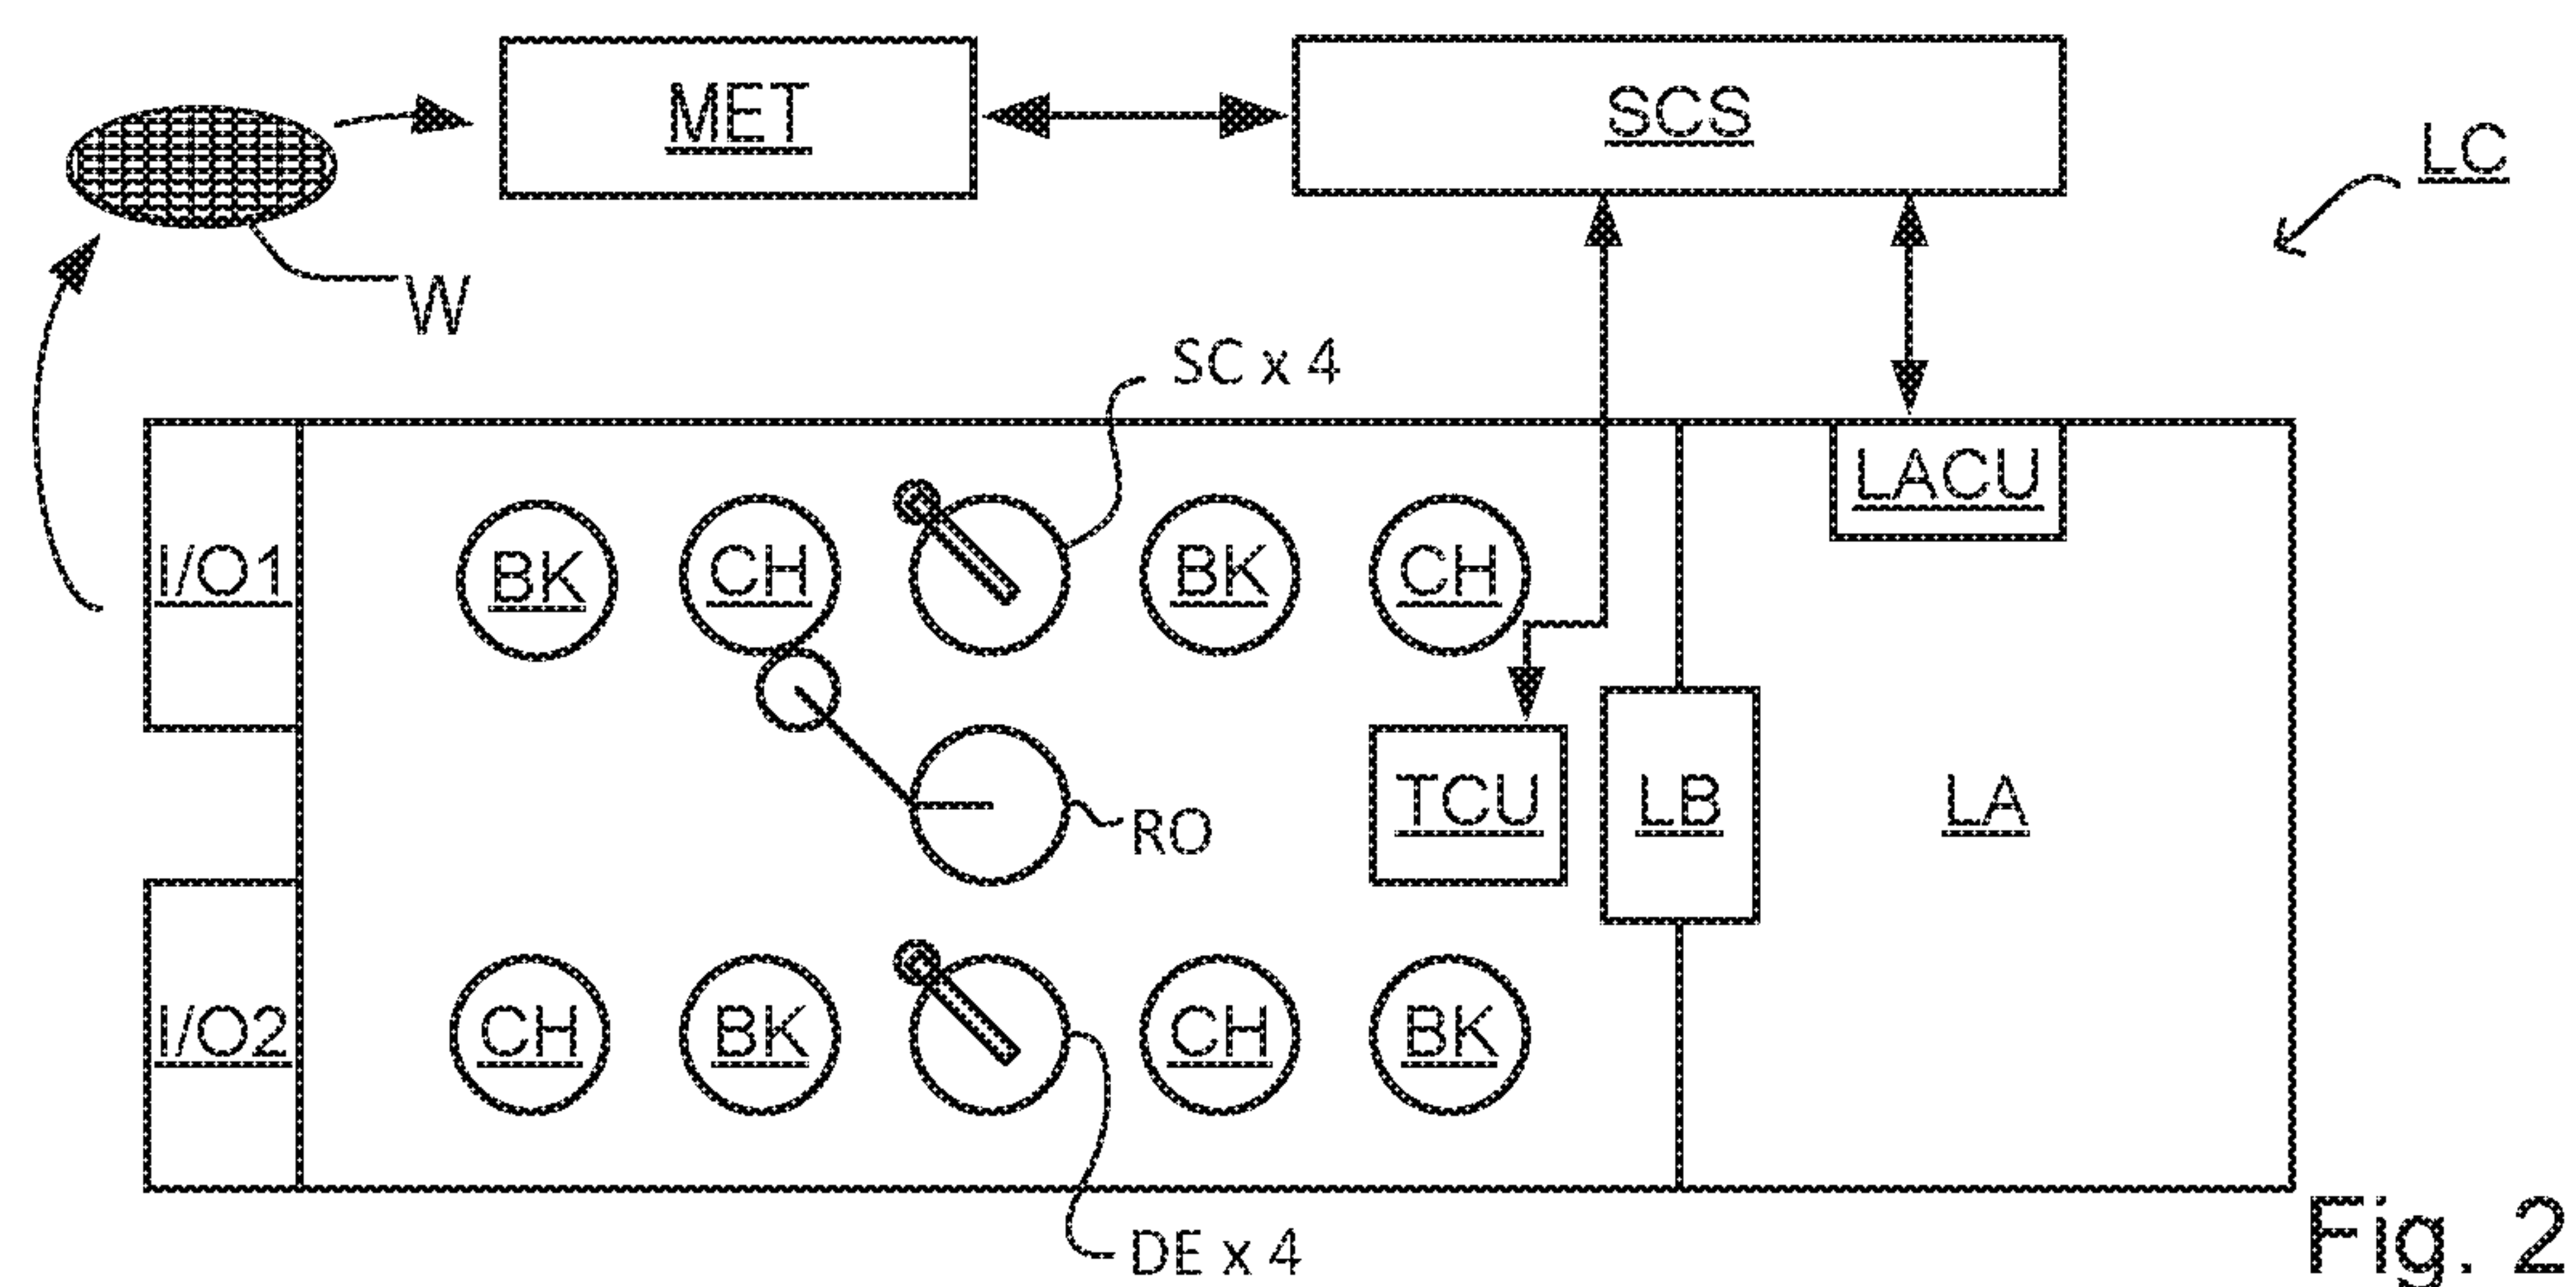 MET
SCS
LC
W
SC x 4
LACU
I/O1
BK
CH
BK
CH
TCU
LB
LA
RO
I/O2
CH
BK
CH
BK
DE x 4
Fig. 2